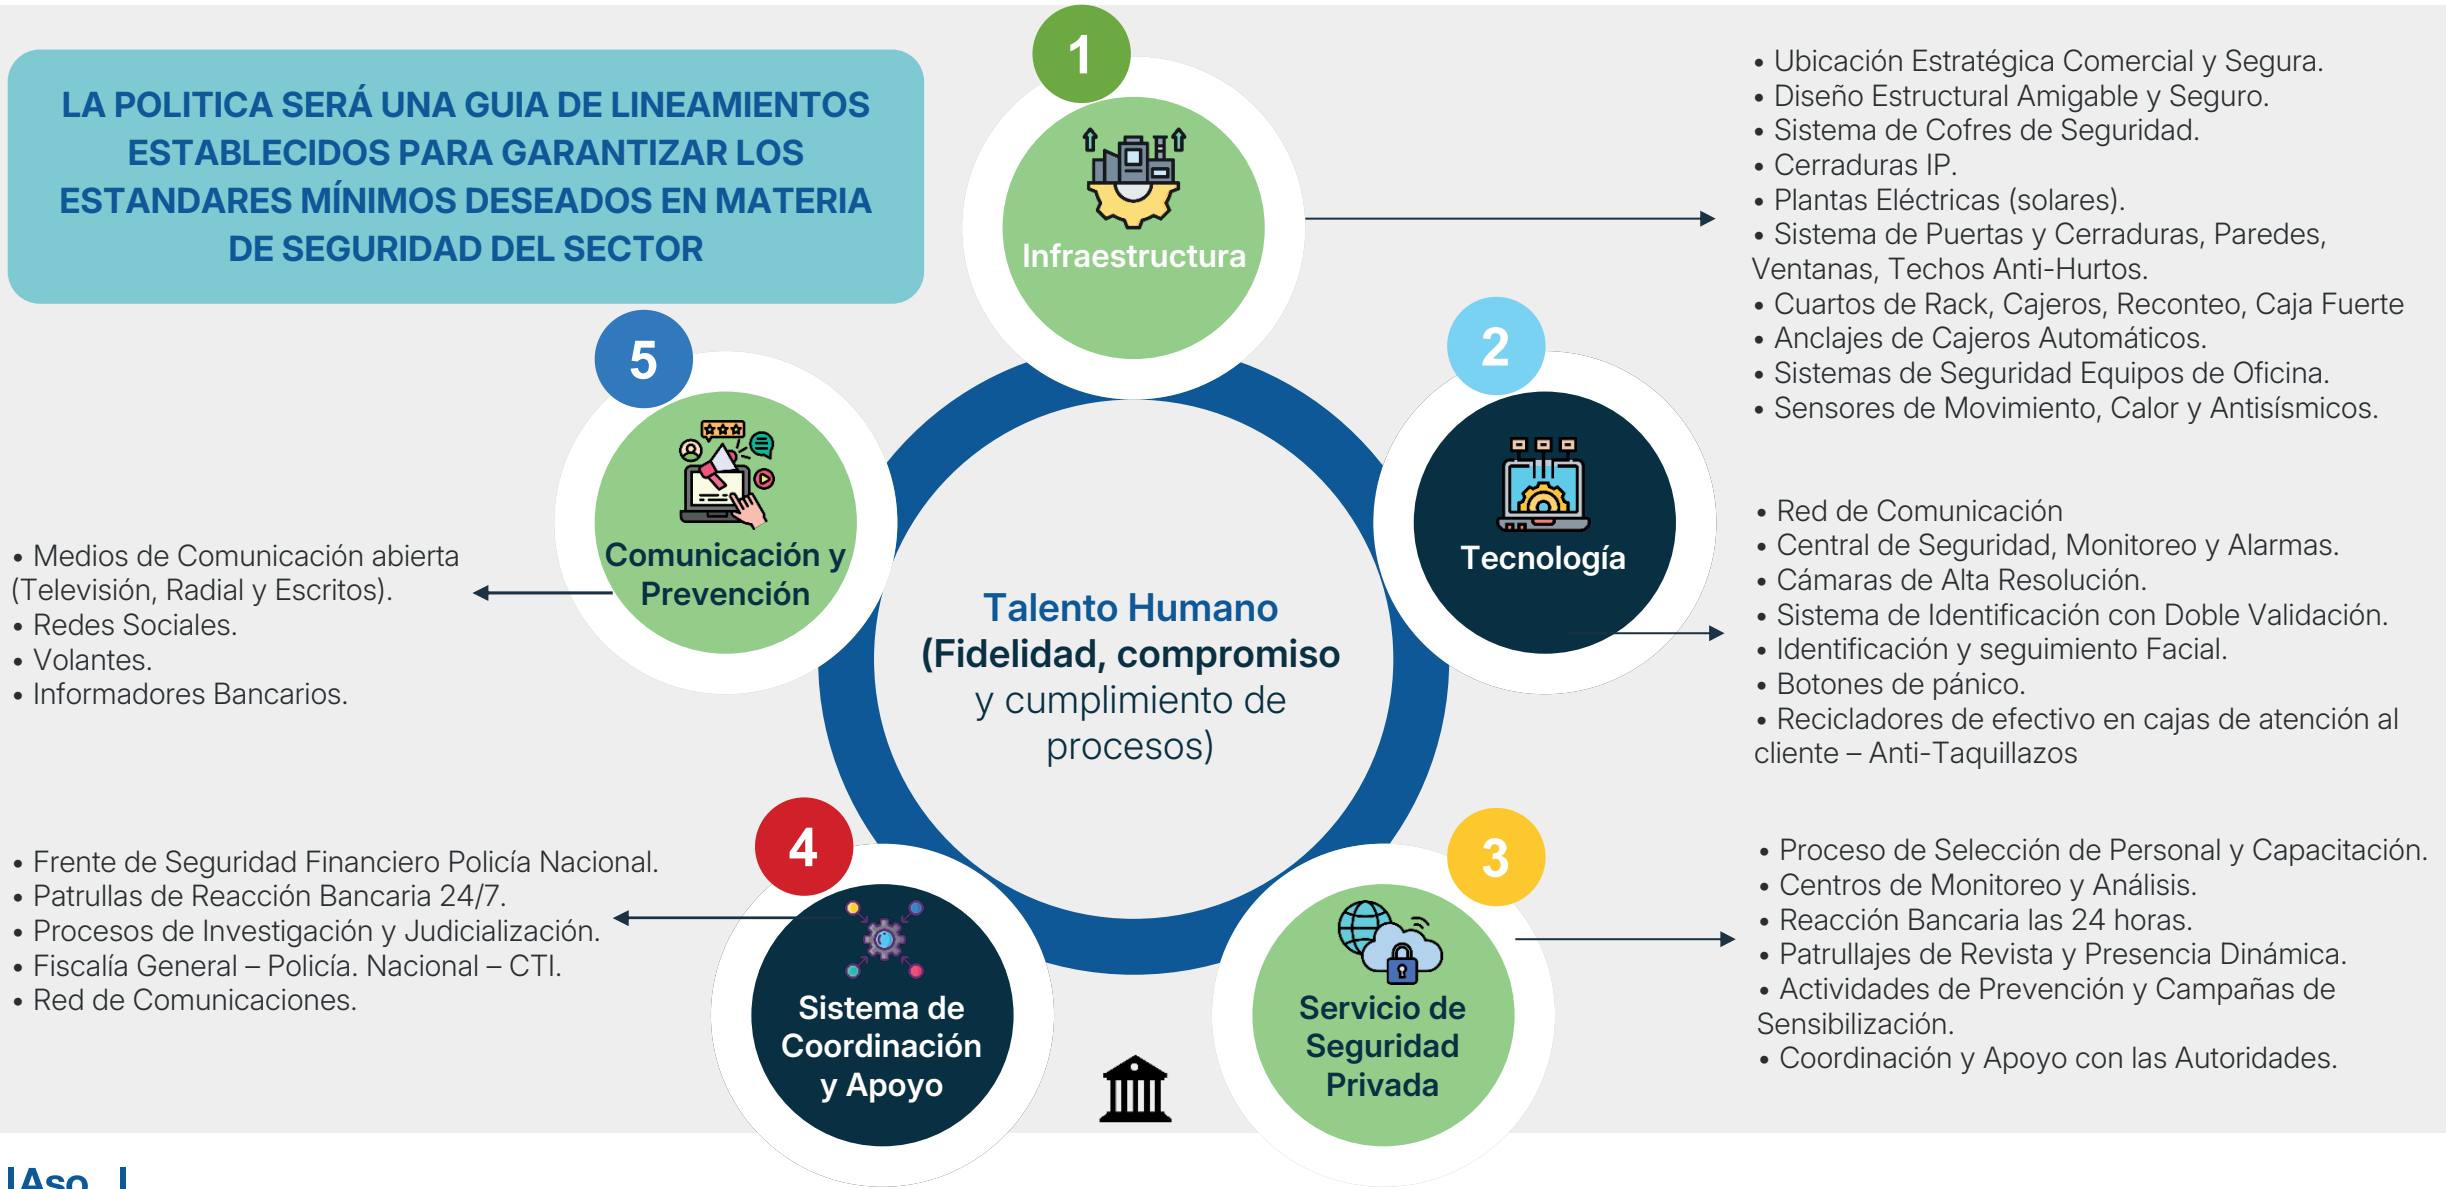 LA POLITICA SERÁ UNA GUIA DE LINEAMIENTOS
ESTABLECIDOS PARA GARANTIZAR LOS
ESTANDARES MÍNIMOS DESEADOS EN MATERIA
DE SEGURIDAD DEL SECTOR
1
Infraestructura
• Ubicación Estratégica Comercial y Segura.
• Diseño Estructural Amigable y Seguro.
• Sistema de Cofres de Seguridad.
• Cerraduras IP.
• Plantas Eléctricas (solares).
• Sistema de Puertas y Cerraduras, Paredes,
Ventanas, Techos Anti-Hurtos.
• Cuartos de Rack, Cajeros, Reconteo, Caja Fuerte
• Anclajes de Cajeros Automáticos.
• Sistemas de Seguridad Equipos de Oficina.
• Sensores de Movimiento, Calor y Antisísmicos.
2
Tecnología
• Red de Comunicación
• Central de Seguridad, Monitoreo y Alarmas.
• Cámaras de Alta Resolución.
• Sistema de Identificación con Doble Validación.
• Identificación y seguimiento Facial.
• Botones de pánico.
• Recicladores de efectivo en cajas de atención al
cliente – Anti-Taquillazos
3
Servicio de
Seguridad
Privada
• Proceso de Selección de Personal y Capacitación.
• Centros de Monitoreo y Análisis.
• Reacción Bancaria las 24 horas.
• Patrullajes de Revista y Presencia Dinámica.
• Actividades de Prevención y Campañas de
Sensibilización.
• Coordinación y Apoyo con las Autoridades.
4
Sistema de
Coordinación
y Apoyo
• Frente de Seguridad Financiero Policía Nacional.
• Patrullas de Reacción Bancaria 24/7.
• Procesos de Investigación y Judicialización.
• Fiscalía General – Policía. Nacional – CTI.
• Red de Comunicaciones.
5
Comunicación y
Prevención
• Medios de Comunicación abierta
(Televisión, Radial y Escritos).
• Redes Sociales.
• Volantes.
• Informadores Bancarios.
Talento Humano
(Fidelidad, compromiso
y cumplimiento de
procesos)